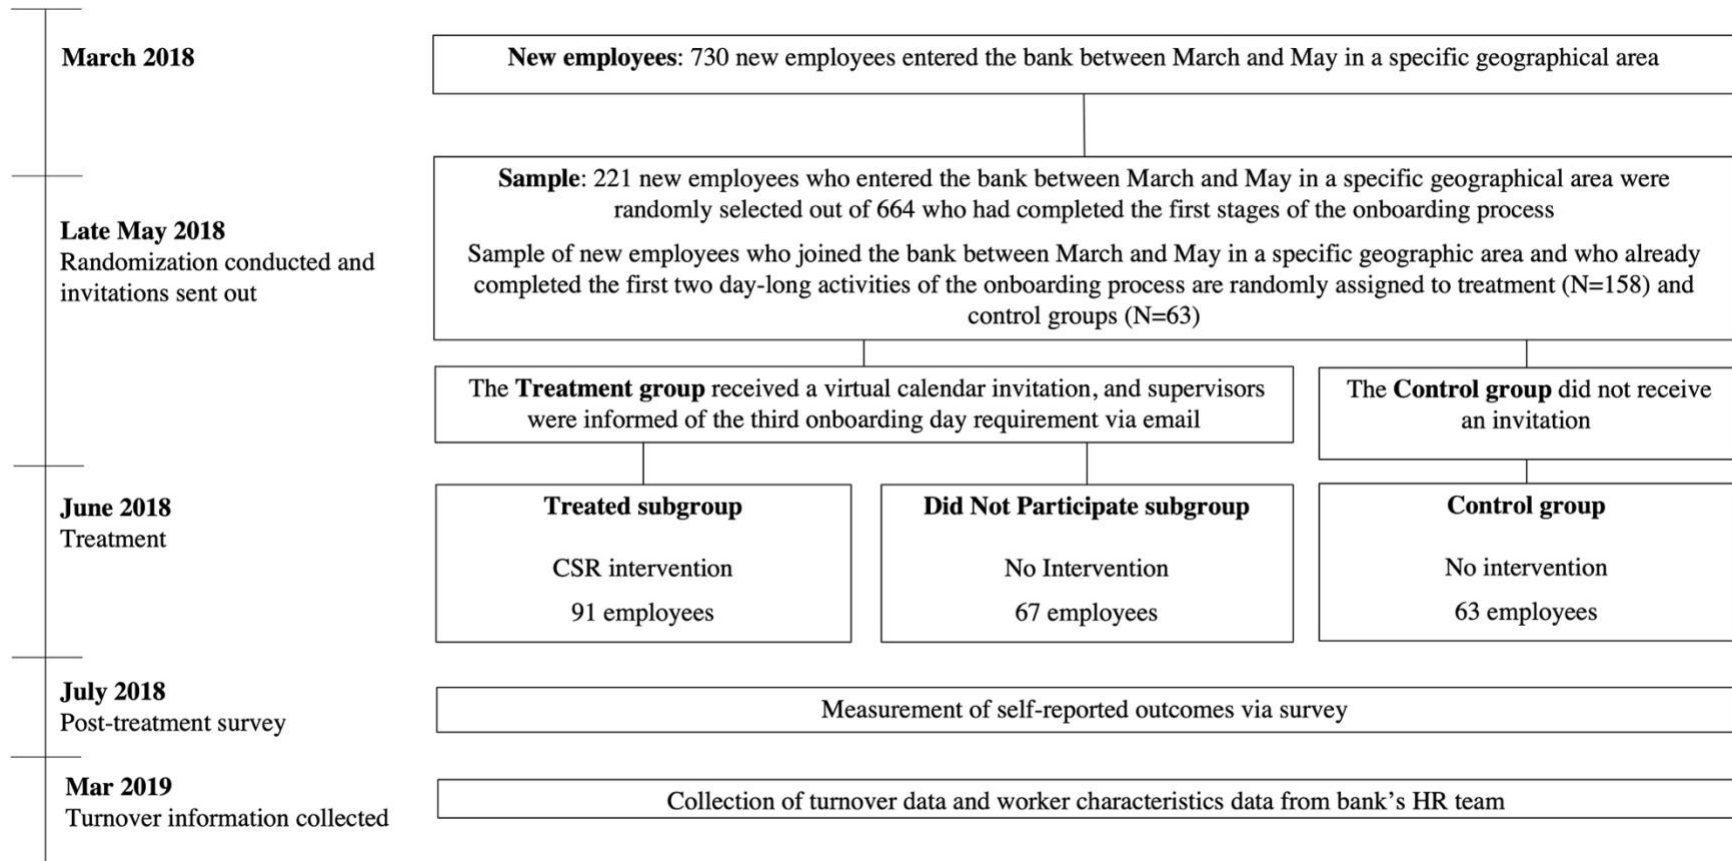 March 2018
New employees: 730 new employees entered the bank between March and May in a specific geographical area
Late May 2018
Randomization conducted and
invitations sent out
Sample: 221 new employees who entered the bank between March and May in a specific geographical area were
randomly selected out of 664 who had completed the first stages of the onboarding process
Sample of new employees who joined the bank between March and May in a specific geographic area and who already
completed the first two day-long activities of the onboarding process are randomly assigned to treatment (N=158) and
control groups (N=63)
The Treatment group received a virtual calendar invitation, and supervisors
were informed of the third onboarding day requirement via email
The Control group did not receive
an invitation
June 2018
Treatment
Treated subgroup
CSR intervention
91 employees
Did Not Participate subgroup
No Intervention
67 employees
Control group
No intervention
63 employees
July 2018
Post-treatment survey
Measurement of self-reported outcomes via survey
Mar 2019
Turnover information collected
Collection of turnover data and worker characteristics data from bank's HR team